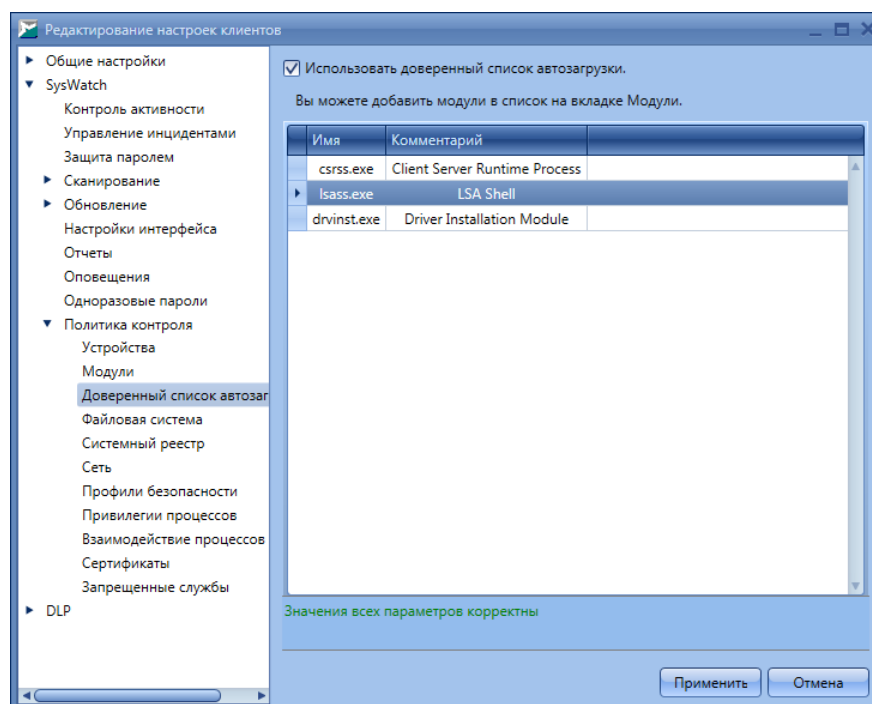 Редактирование настроек клиентов
Общие настройки
SysWatch
Контроль активности
Управление инцидентами
Защита паролем
Сканирование
Обновление
Настройки интерфейса
Отчеты
Оповещения
Одноразовые пароли
Политика контроля
Устройства
Модули
Доверенный список автозаг
Файловая система
Системный реестр
Сеть
Профили безопасности
Привилегии процессов
Взаимодействие процессов
Сертификаты
Запрещенные службы
DLP
Использовать доверенный список автозагрузки.
Вы можете добавить модули в список на вкладке Модули.
Имя Комментарий
csrss.exe Client Server Runtime Process
lsass.exe LSA Shell
drvinst.exe Driver Installation Module
Значения всех параметров корректны
Применить Отмена